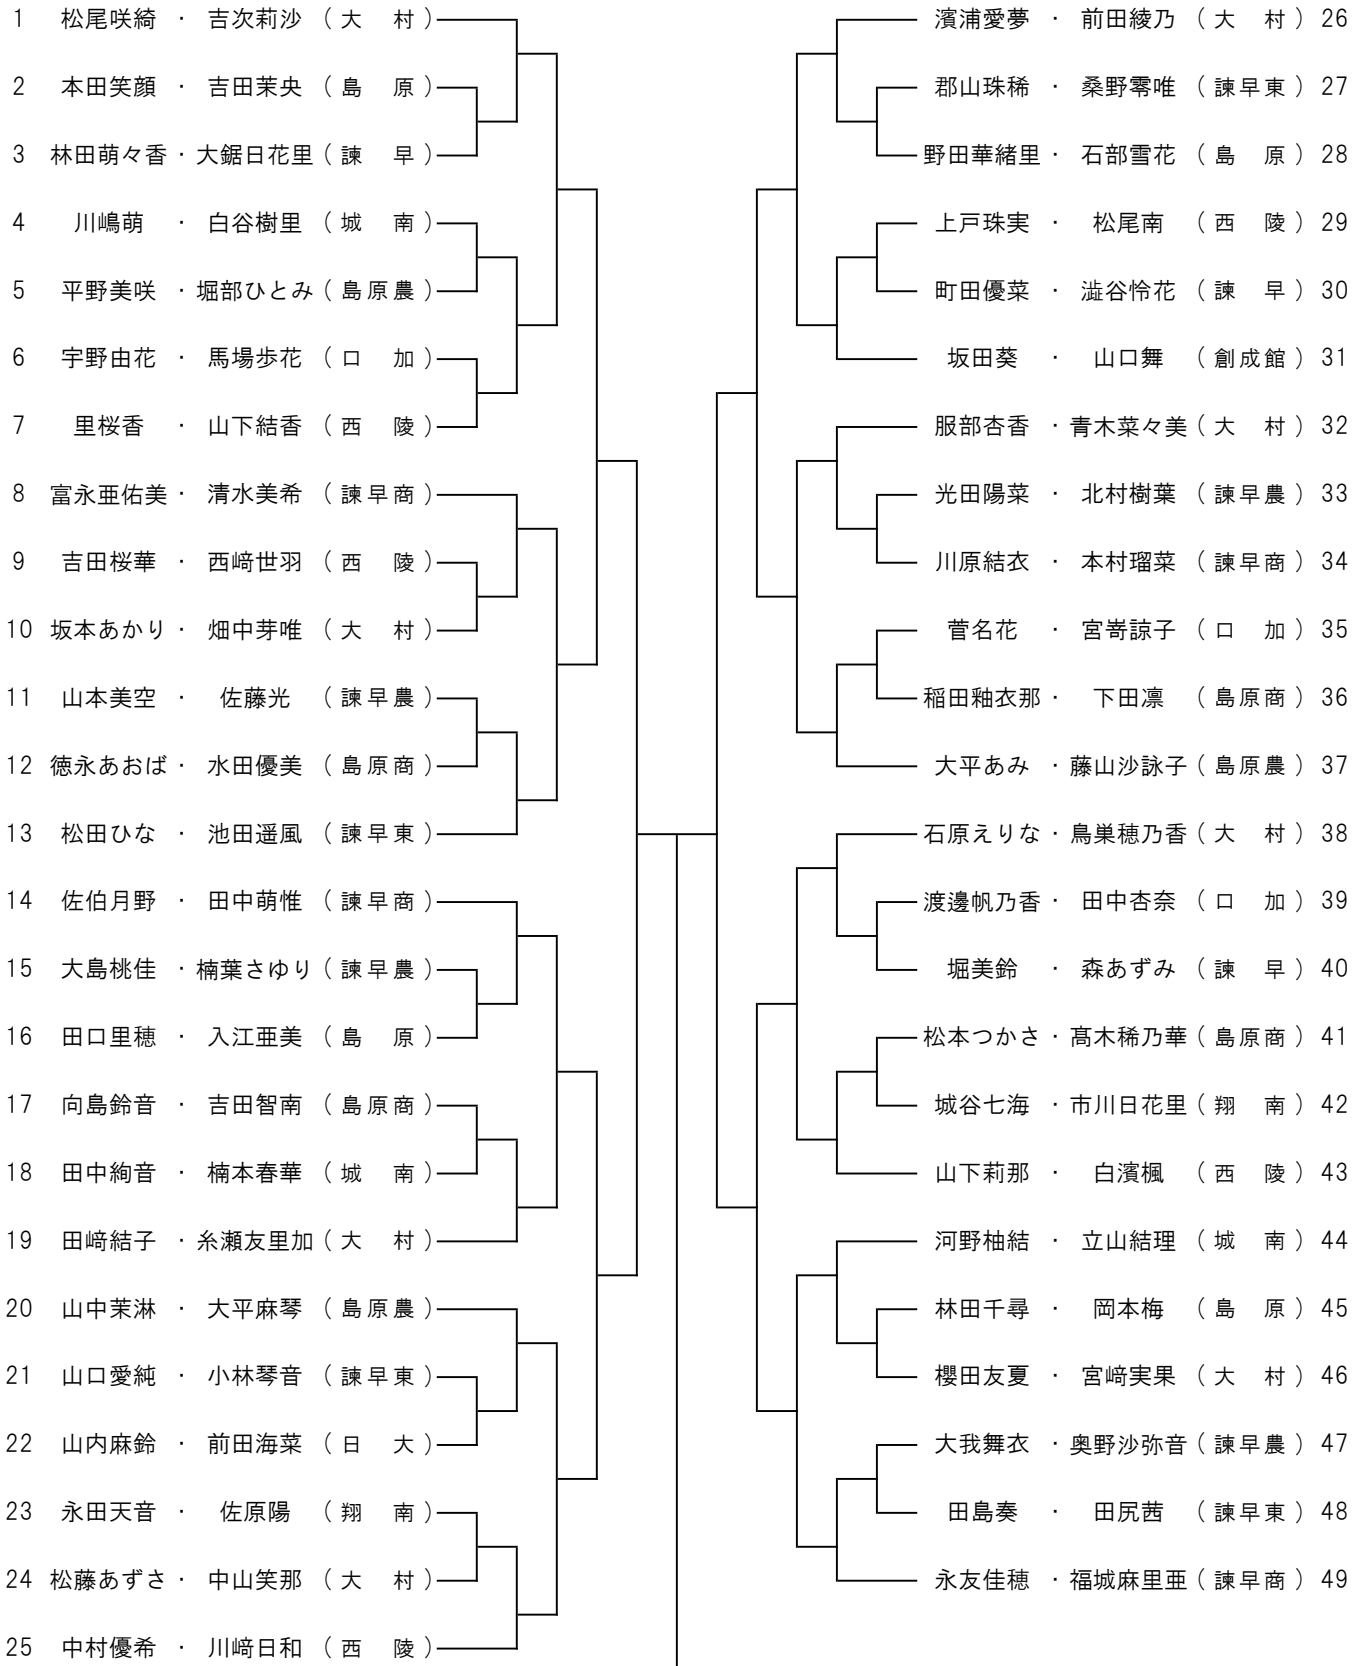 1 松尾咲綺 ・ 吉次莉沙 （大　村）
2 本田笑顔 ・ 吉田茉央 （島　原）
3 林田萌々香 ・ 大鋸日花里 （諫　早）
4 川嶋萌 ・ 白谷樹里 （城　南）
5 平野美咲 ・ 堀部ひとみ （島原農）
6 宇野由花 ・ 馬場歩花 （口　加）
7 里桜香 ・ 山下結香 （西　陵）
8 富永亜佑美 ・ 清水美希 （諫早商）
9 吉田桜華 ・ 西﨑世羽 （西　陵）
10 坂本あかり ・ 畑中芽唯 （大　村）
11 山本美空 ・ 佐藤光 （諫早農）
12 徳永あおば ・ 水田優美 （島原商）
13 松田ひな ・ 池田遥風 （諫早東）
14 佐伯月野 ・ 田中萌惟 （諫早商）
15 大島桃佳 ・ 楠葉さゆり （諫早農）
16 田口里穂 ・ 入江亜美 （島　原）
17 向島鈴音 ・ 吉田智南 （島原商）
18 田中絢音 ・ 楠本春華 （城　南）
19 田﨑結子 ・ 糸瀬友里加 （大　村）
20 山中茉淋 ・ 大平麻琴 （島原農）
21 山口愛純 ・ 小林琴音 （諫早東）
22 山内麻鈴 ・ 前田海菜 （日　大）
23 永田天音 ・ 佐原陽 （翔　南）
24 松藤あずさ ・ 中山笑那 （大　村）
25 中村優希 ・ 川﨑日和 （西　陵）
濱浦愛夢 ・ 前田綾乃 （大　村） 26
郡山珠稀 ・ 桑野零唯 （諫早東） 27
野田華緒里 ・ 石部雪花 （島　原） 28
上戸珠実 ・ 松尾南 （西　陵） 29
町田優菜 ・ 澁谷怜花 （諫　早） 30
坂田葵 ・ 山口舞 （創成館） 31
服部杏香 ・ 青木菜々美 （大　村） 32
光田陽菜 ・ 北村樹葉 （諫早農） 33
川原結衣 ・ 本村瑠菜 （諫早商） 34
菅名花 ・ 宮嵜諒子 （口　加） 35
稲田釉衣那 ・ 下田凛 （島原商） 36
大平あみ ・ 藤山沙詠子 （島原農） 37
石原えりな ・ 鳥巣穂乃香 （大　村） 38
渡邊帆乃香 ・ 田中杏奈 （口　加） 39
堀美鈴 ・ 森あずみ （諫　早） 40
松本つかさ ・ 髙木稀乃華 （島原商） 41
城谷七海 ・ 市川日花里 （翔　南） 42
山下莉那 ・ 白濱楓 （西　陵） 43
河野柚結 ・ 立山結理 （城　南） 44
林田千尋 ・ 岡本梅 （島　原） 45
櫻田友夏 ・ 宮﨑実果 （大　村） 46
大我舞衣 ・ 奥野沙弥音 （諫早農） 47
田島奏 ・ 田尻茜 （諫早東） 48
永友佳穂 ・ 福城麻里亜 （諫早商） 49